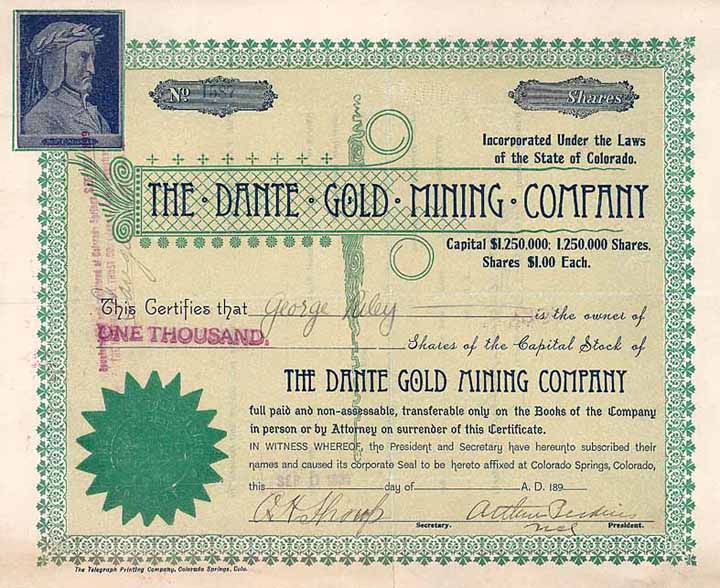 No 1587
Shares
Incorporated Under the Laws
of the State of Colorado.
THE · DANTE · GOLD · MINING · COMPANY
Capital $1.250.000; 1.250.000 Shares.
Shares $1.00 Each.
This Certifies that George Riley is the owner of
ONE THOUSAND. Shares of the Capital Stock of
THE DANTE GOLD MINING COMPANY
full paid and non-assessable, transferable only on the Books of the Company
in person or by Attorney on surrender of this Certificate.
IN WITNESS WHEREOF, the President and Secretary have hereunto subscribed their
names and caused its corporate Seal to be hereto affixed at Colorado Springs, Colorado,
this SEP day of A. D. 189
Secretary. President.
The Telegraph Printing Company, Colorado Springs, Colo.